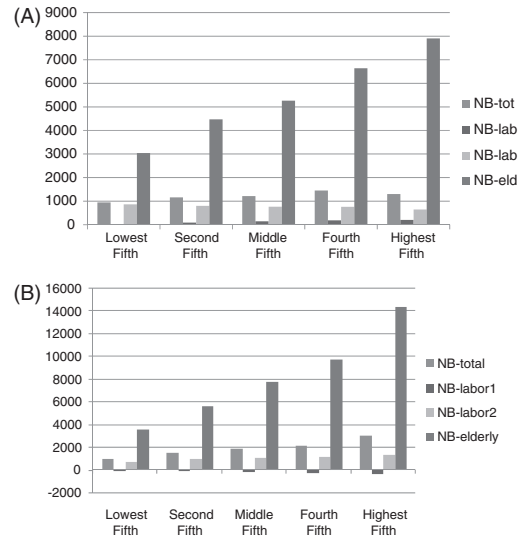 (A)
9000
8000
7000
6000
5000
4000
3000
2000
1000
0
Lowest Fifth
Second Fifth
Middle Fifth
Fourth Fifth
Highest Fifth
NB-tot
NB-lab
NB-lab
NB-eld
(B)
16000
14000
12000
10000
8000
6000
4000
2000
0
-2000
Lowest Fifth
Second Fifth
Middle Fifth
Fourth Fifth
Highest Fifth
NB-total
NB-labor1
NB-labor2
NB-elderly